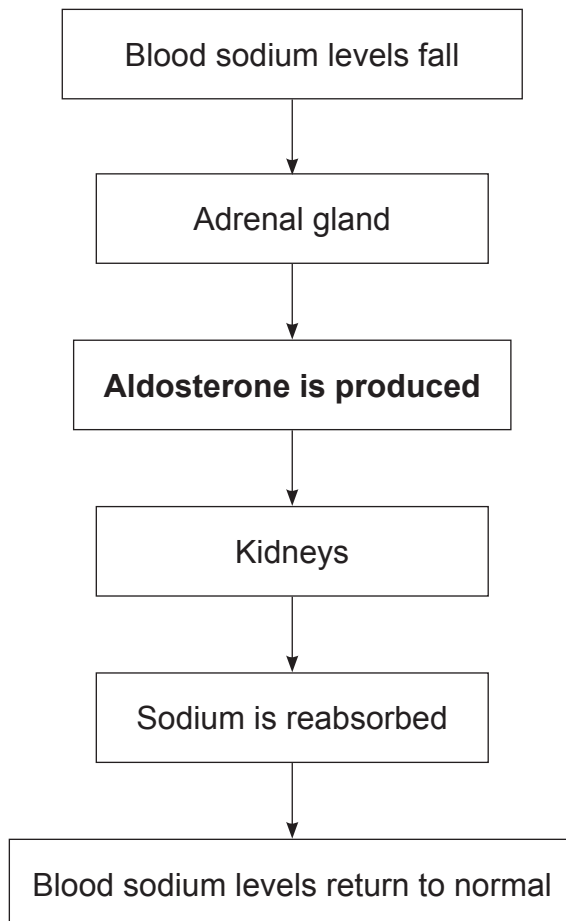 Blood sodium levels fall
Adrenal gland
Aldosterone is produced
Kidneys
Sodium is reabsorbed
Blood sodium levels return to normal